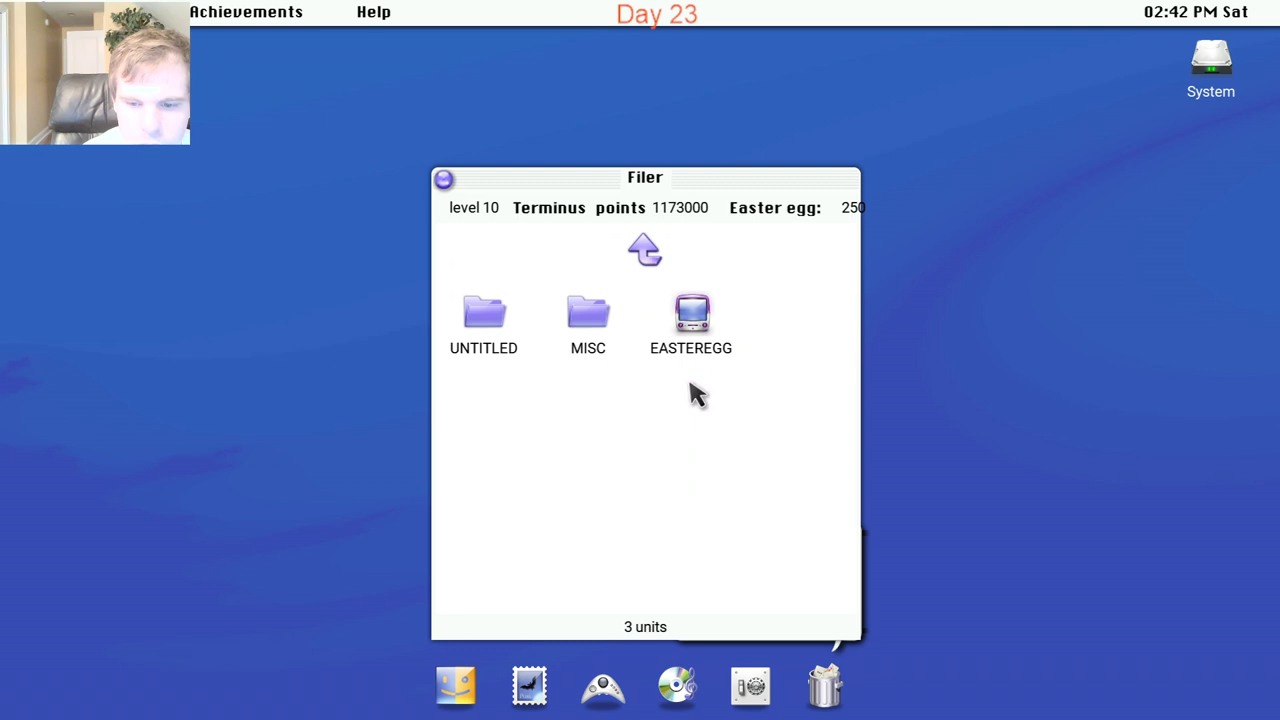 Achievements Help Day 23 02:42 PM Sat
System
Filer
level 10 Terminus points 1173000 Easter egg: 250
UNTITLED MISC EASTEREGG
3 units